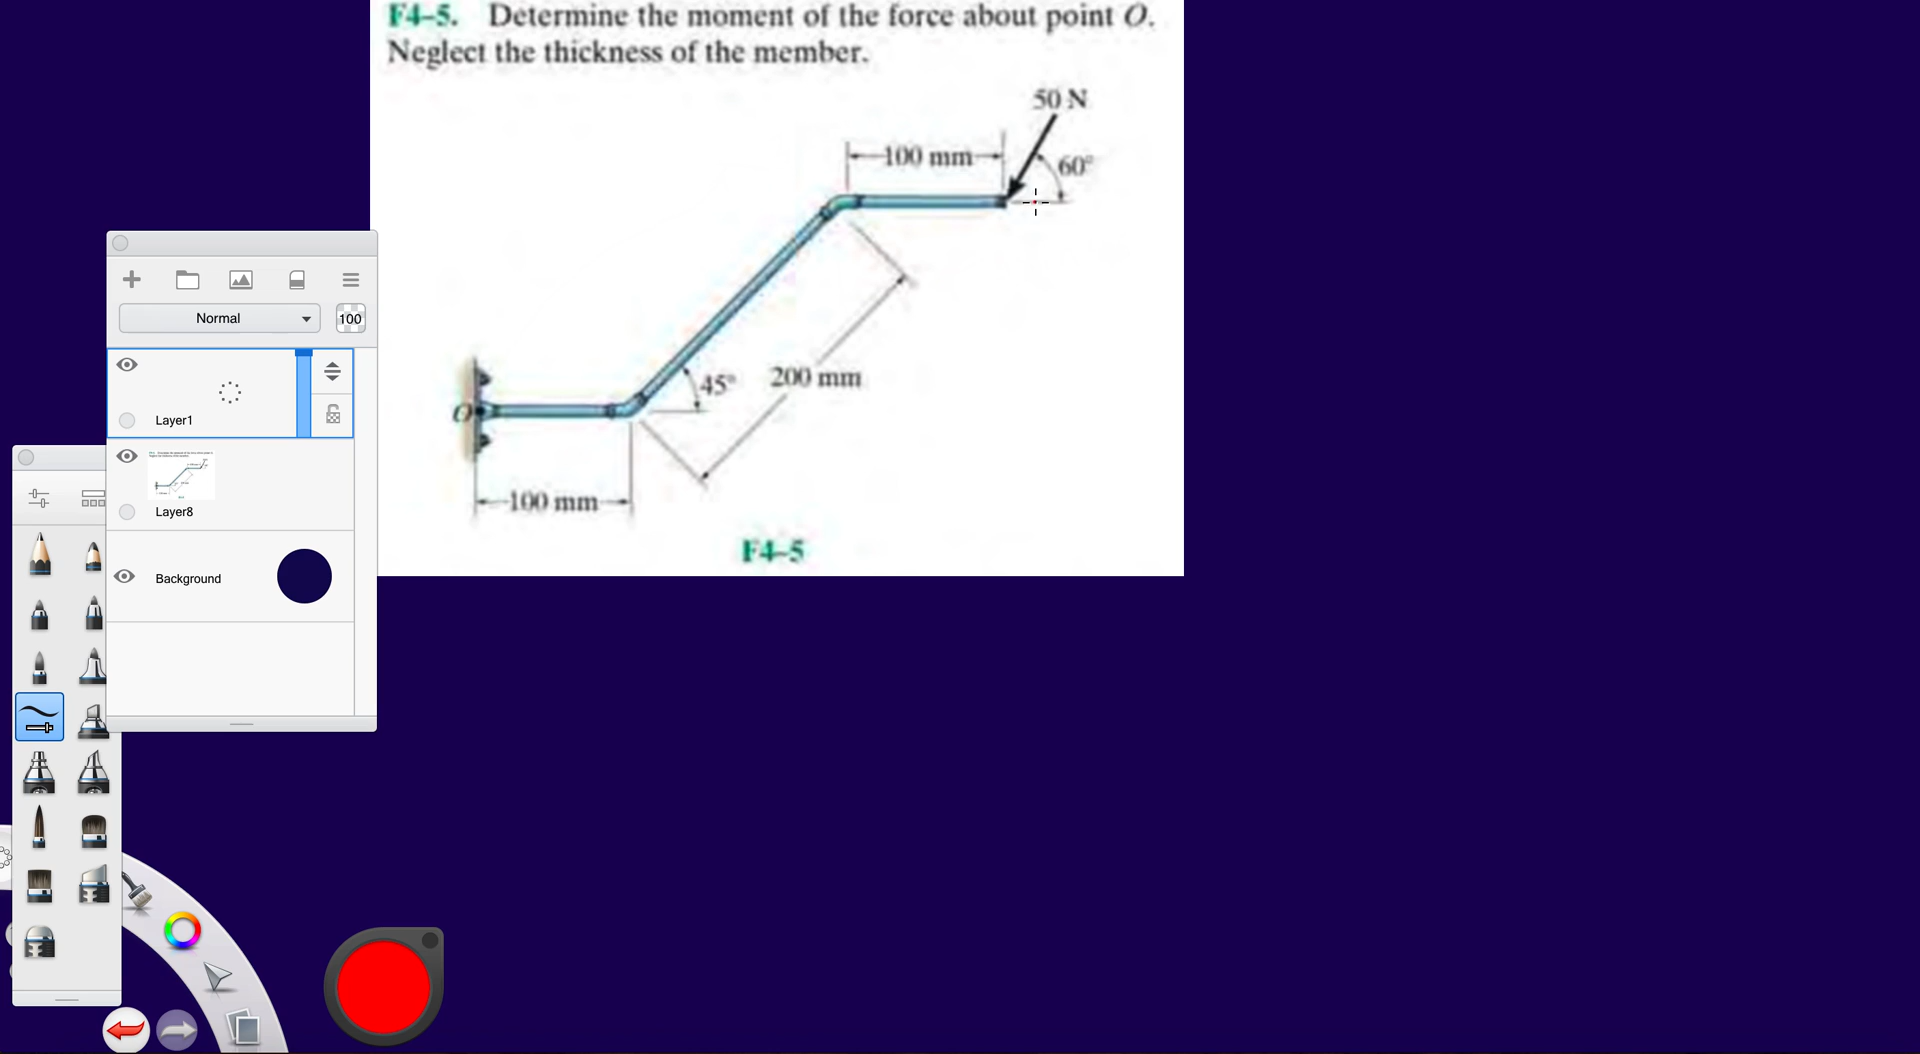 F4–5. Determine the moment of the force about point O.
Neglect the thickness of the member.
50 N
100 mm
60°
45°
200 mm
O
100 mm
F4–5
Normal
100
Layer1
Layer8
Background